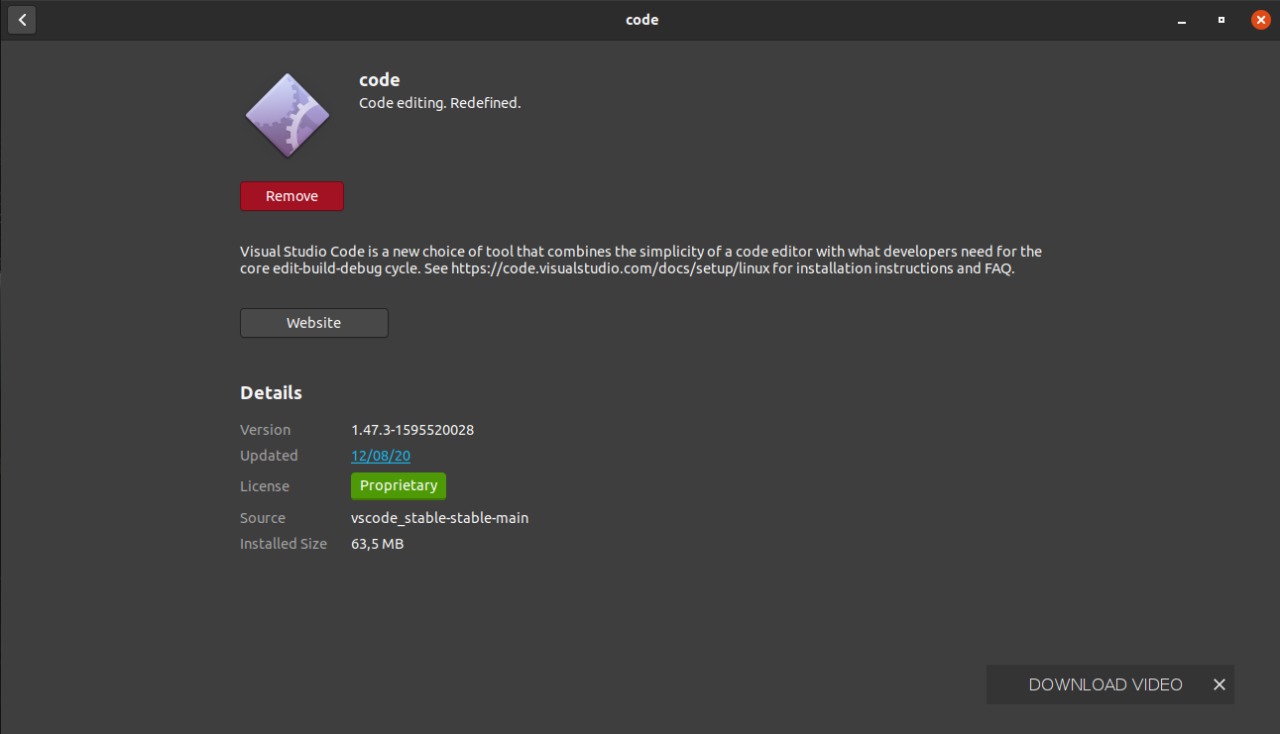 code
code
Code editing. Redefined.
Remove
Visual Studio Code is a new choice of tool that combines the simplicity of a code editor with what developers need for the
core edit-build-debug cycle. See https://code.visualstudio.com/docs/setup/linux for installation instructions and FAQ.
Website
Details
Version 1.47.3-1595520028
Updated 12/08/20
License Proprietary
Source vscode_stable-stable-main
Installed Size 63,5 MB
DOWNLOAD VIDEO